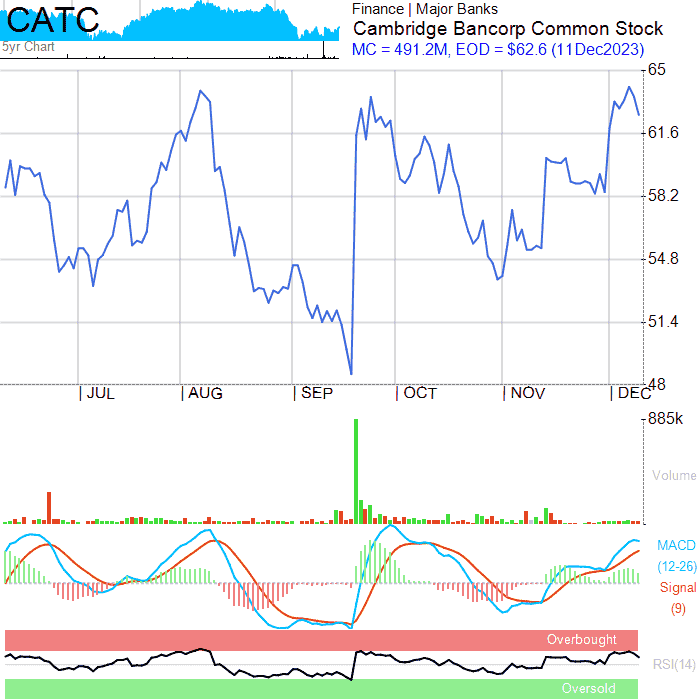 CATC
5yr Chart
Finance | Major Banks
Cambridge Bancorp Common Stock
MC = 491.2M, EOD = $62.6 (11Dec2023)
65
61.6
58.2
54.8
51.4
48
JUL AUG SEP OCT NOV DEC
885k
Volume
MACD
(12-26)
Signal
(9)
Overbought
RSI(14)
Oversold